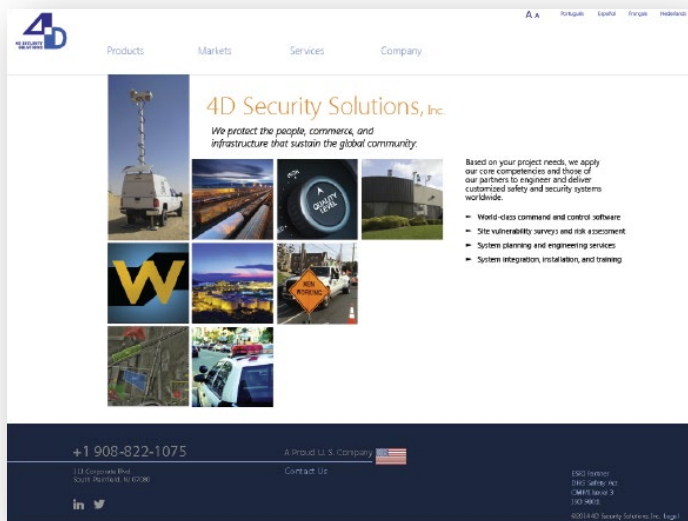 4D
4D SECURITY
SOLUTIONS
A A
Português Español Français Nederlands
Products Markets Services Company
4D Security Solutions, Inc.
We protect the people, commerce, and
infrastructure that sustain the global community.
QUALITY
LEVEL
Based on your project needs, we apply
our core competencies and those of
our partners to engineer and deliver
customized safety and security systems
worldwide.
World-class command and control software
Site vulnerability surveys and risk assessment
System planning and engineering services
System integration, installation, and training
W
MEN
WORKING
+1 908-822-1075
Corporate Blvd.
South Plainfield, NJ 07080
A Proud U. S. Company
Contact Us
in
ESRI Partner
DHS Safety Act
CMMI Level 3
ISO 9001
©2014 4D Security Solutions, Inc. Legal